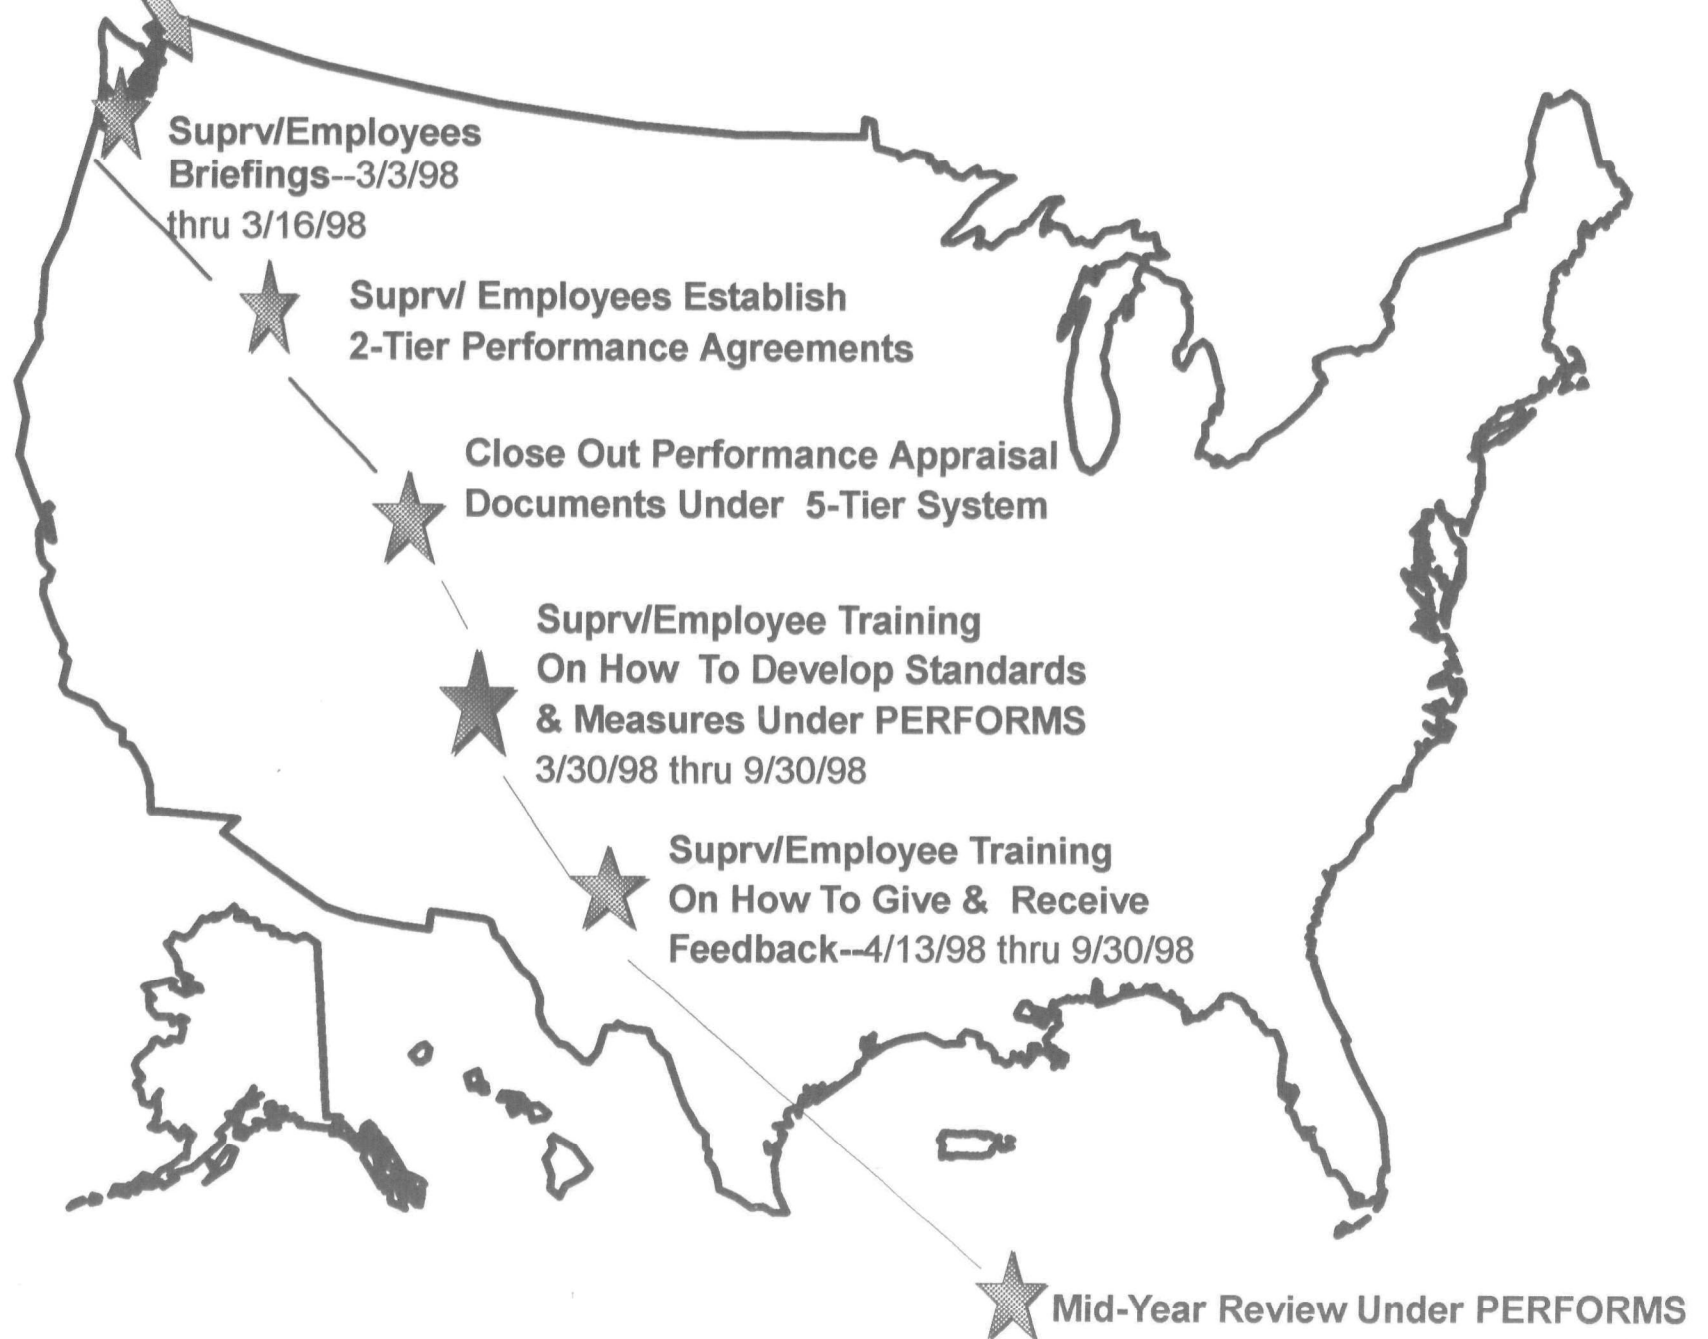 Suprv/Employees
Briefings--3/3/98
thru 3/16/98
Suprv/ Employees Establish
2-Tier Performance Agreements
Close Out Performance Appraisal
Documents Under 5-Tier System
Suprv/Employee Training
On How To Develop Standards
& Measures Under PERFORMS
3/30/98 thru 9/30/98
Suprv/Employee Training
On How To Give & Receive
Feedback--4/13/98 thru 9/30/98
Mid-Year Review Under PERFORMS